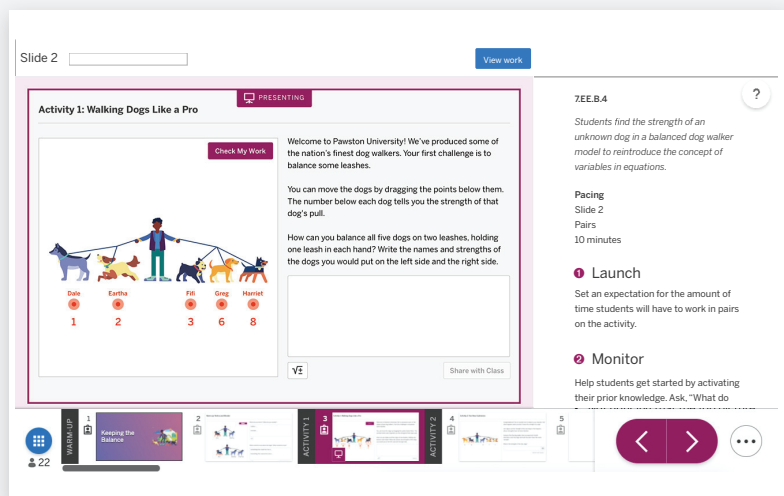 Slide 2
View work
PRESENTING
Activity 1: Walking Dogs Like a Pro
Check My Work
Dale
Eartha
Fifi
Greg
Harriet
1
2
3
6
8
Welcome to Pawston University! We've produced some of
the nation's finest dog walkers. Your first challenge is to
balance some leashes.
You can move the dogs by dragging the points below them.
The number below each dog tells you the strength of that
dog's pull.
How can you balance all five dogs on two leashes, holding
one leash in each hand? Write the names and strengths of
the dogs you would put on the left side and the right side.
√±
Share with Class
?
7.EE.B.4
Students find the strength of an
unknown dog in a balanced dog walker
model to reintroduce the concept of
variables in equations.
Pacing
Slide 2
Pairs
10 minutes
1 Launch
Set an expectation for the amount of
time students will have to work in pairs
on the activity.
2 Monitor
Help students get started by activating
their prior knowledge. Ask, "What do
22
WARM-UP
1
Keeping the
Balance
2
ACTIVITY 1
3
ACTIVITY 2
4
5